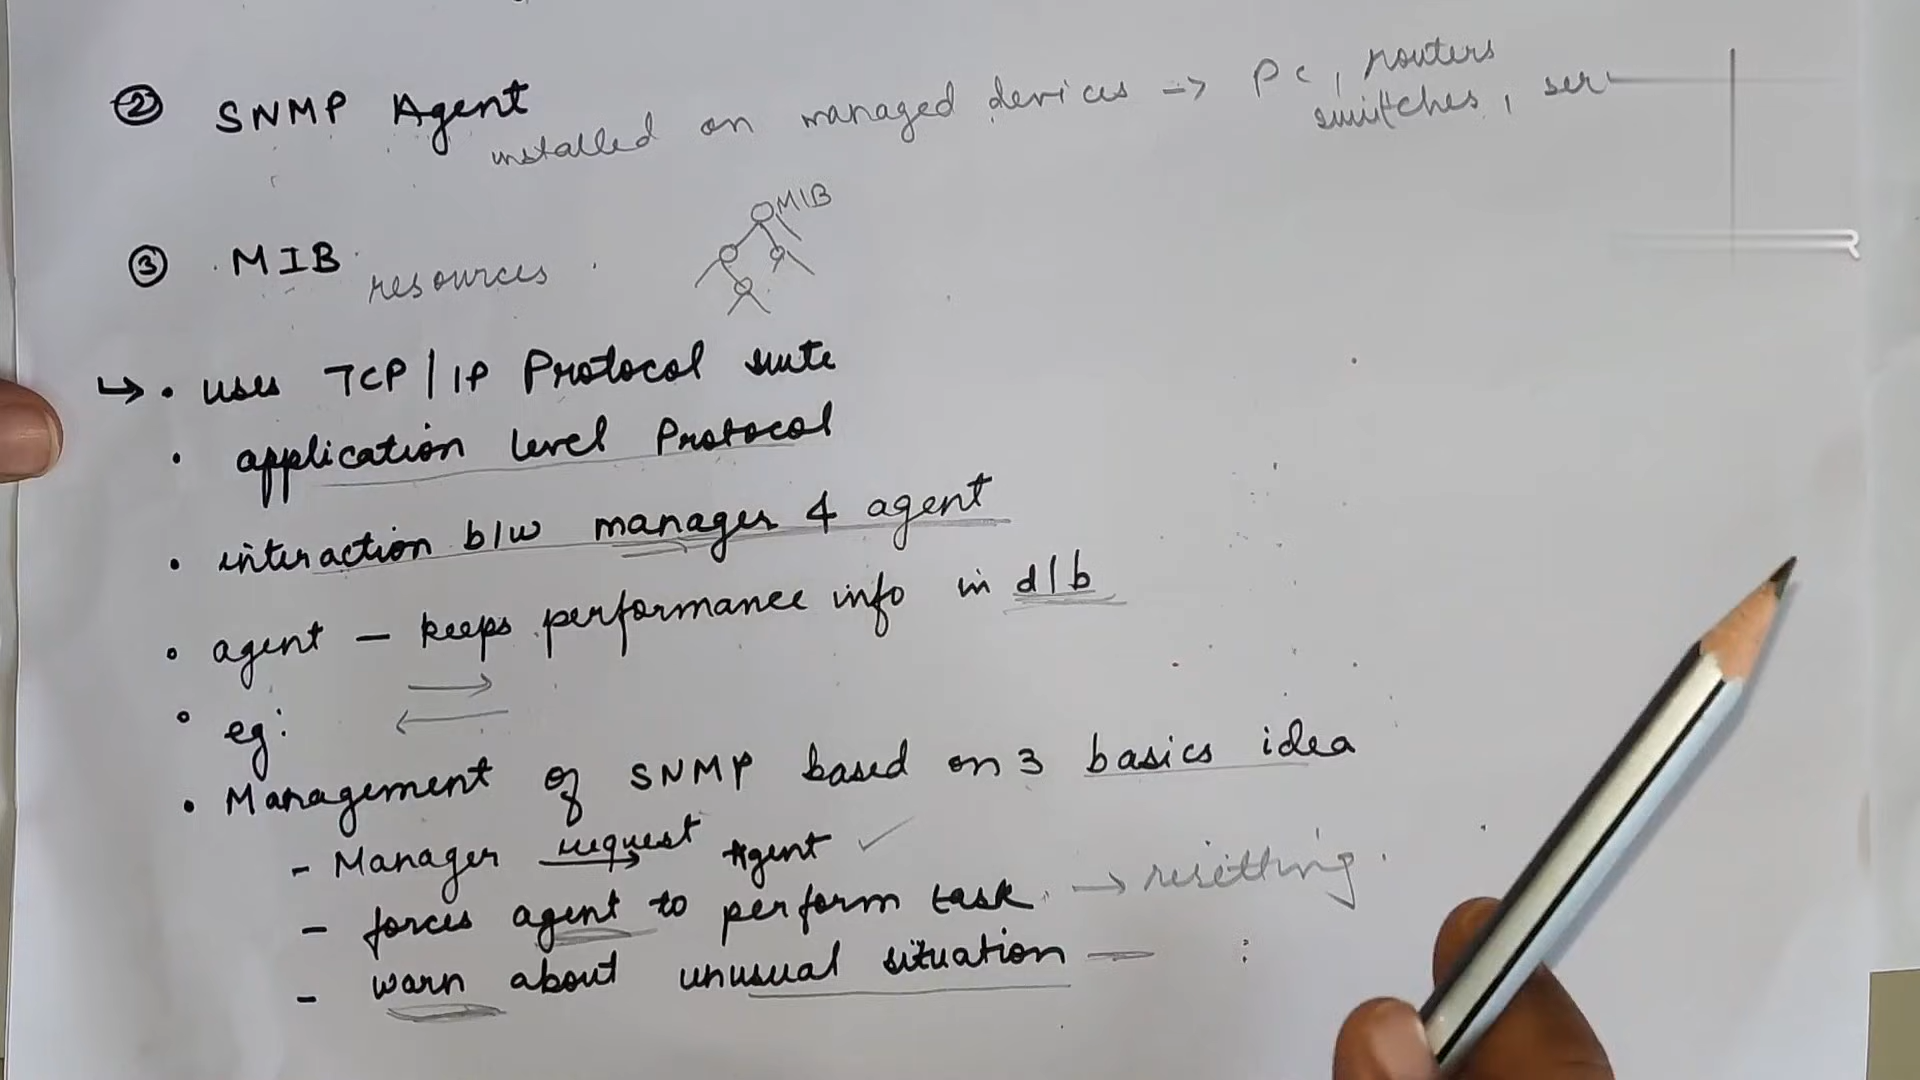 ② SNMP Agent
installed on managed devices -> PC, routers
switches, ser
③ MIB
resources
MIB
R
↳ • uses TCP/IP Protocol suite
• application level Protocol
• interaction b/w manager & agent
• agent – keeps performance info in d/b
• eg:
• Management of SNMP based on 3 basics idea
- Manager request Agent ✓
- forces agent to perform task. → resetting.
- warn about unusual situation — :